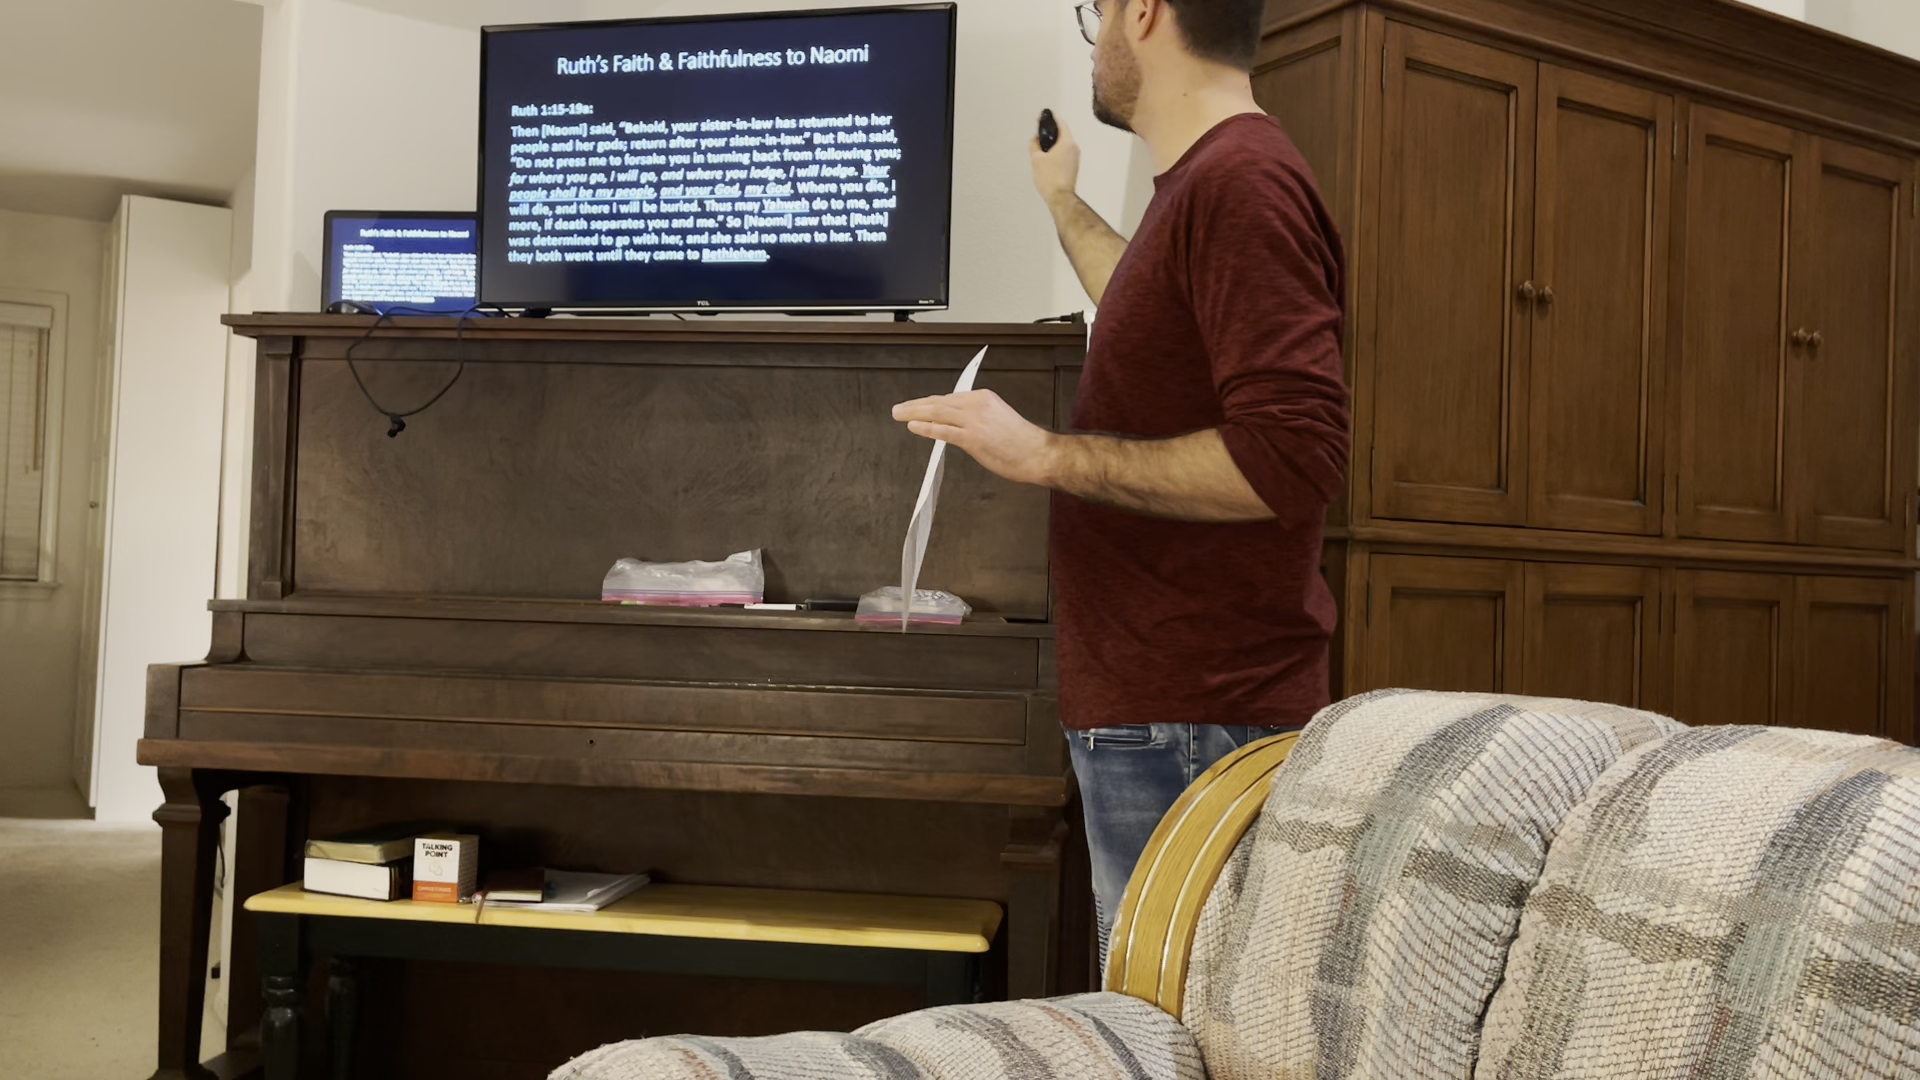 Ruth's Faith & Faithfulness to Naomi
Ruth 1:15-19a:
Then [Naomi] said, "Behold, your sister-in-law has returned to her
people and her gods; return after your sister-in-law." But Ruth said,
"Do not press me to forsake you in turning back from following you;
for where you go, I will go, and where you lodge, I will lodge. Your
people shall be my people, and your God, my God. Where you die, I
will die, and there I will be buried. Thus may Yahweh do to me, and
more, if death separates you and me." So [Naomi] saw that [Ruth]
was determined to go with her, and she said no more to her. Then
they both went until they came to Bethlehem.
TCL
Ruth's Faith & Faithfulness to Naomi
TALKING
POINT